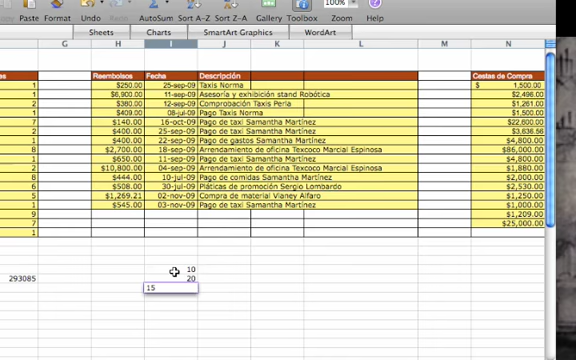 Paste Format Undo AutoSum Sort A-Z Sort Z-A Gallery Toolbox Zoom Help
100%
Sheets Charts SmartArt Graphics WordArt
G H I J K L M N
es Reembolsos Fecha Descripción Cestas de Compra
1 $250.00 25-sep-09 Taxis Norma $ 1,500.00
1 $6,900.00 11-sep-09 Asesoría y exhibición stand Robótica $2,498.00
2 $380.00 12-sep-09 Comprobación Taxis Perla $1,261.00
1 $409.00 08-jul-09 Pago Taxis Norma $1,500.00
7 $140.00 16-oct-09 Pago de taxi Samantha Martínez $22,600.00
2 $400.00 25-sep-09 Pago de taxi Samantha Martínez $3,636.56
1 $400.00 22-sep-09 Pago de gastos Samantha Martínez $4,800.00
8 $2,700.00 18-sep-09 Arrendamiento de oficina Texcoco Marcial Espinosa $86,000.00
1 $650.00 11-sep-09 Pago de taxi Samantha Martínez $4,800.00
2 $10,800.00 04-sep-09 Arrendamiento de oficina Texcoco Marcial Espinosa $1,880.00
8 $444.00 10-jul-09 Pago de comidas Samantha Martínez $2,000.00
6 $508.00 30-jul-09 Pláticas de promoción Sergio Lombardo $2,530.00
5 $1,269.21 02-nov-09 Compra de material Vianey Alfaro $1,250.00
1 $545.00 03-nov-09 Pago de taxi Samantha Martínez $1,000.00
9 $1,209.00
7 $25,000.00
1
10
293085 20
15